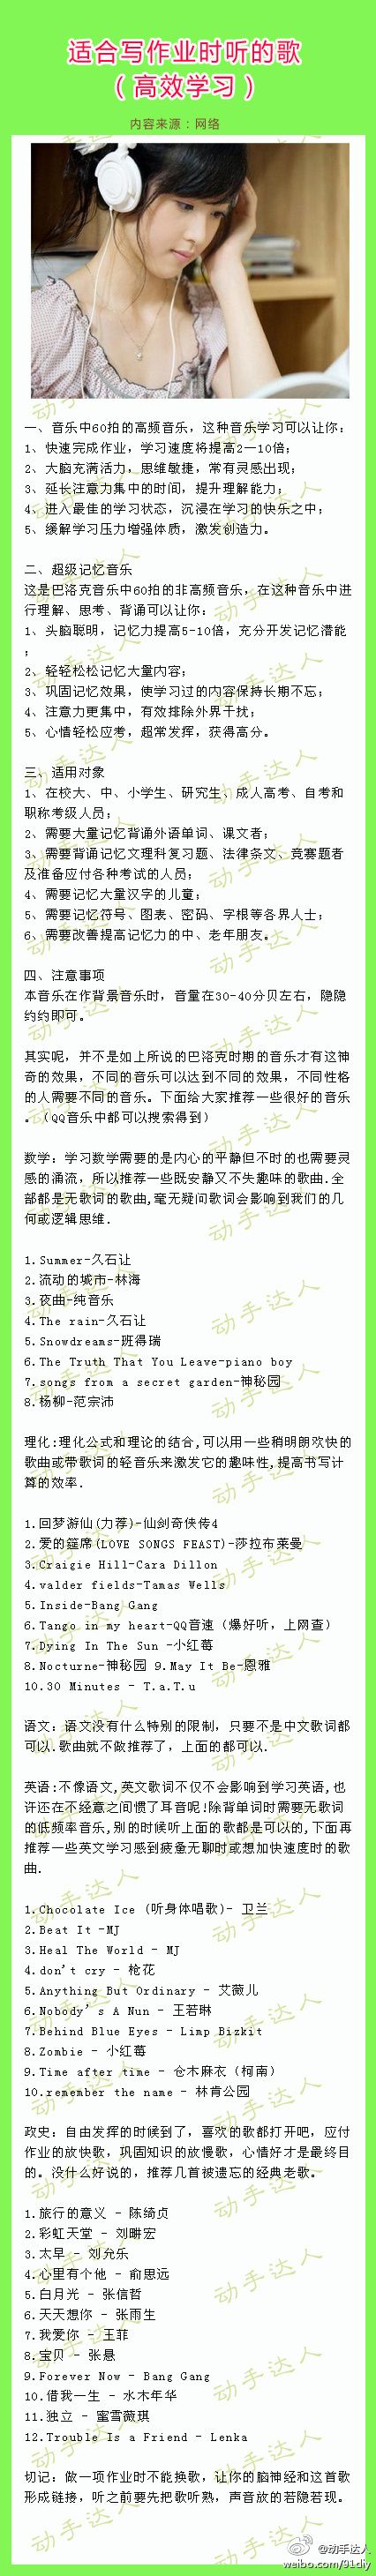 适合写作业时听的歌
（高效学习）
内容来源：网络
一、音乐中60拍的高频音乐，这种音乐学习可以让你：
1、快速完成作业，学习速度将提高2—10倍；
2、大脑充满活力，思维敏捷，常有灵感出现；
3、延长注意力集中的时间，提升理解能力；
4、进入最佳的学习状态，沉浸在学习的快乐之中；
5、缓解学习压力增强体质，激发创造力。
二、超级记忆音乐
这是巴洛克音乐中60拍的非高频音乐，在这种音乐中进
行理解、思考、背诵可以让你：
1、头脑聪明，记忆力提高5-10倍，充分开发记忆潜能
；
2、轻轻松松记忆大量内容；
3、巩固记忆效果，使学习过的内容保持长期不忘；
4、注意力更集中，有效排除外界干扰；
5、心情轻松应考，超常发挥，获得高分。
三、适用对象
1、在校大、中、小学生、研究生、成人高考、自考和
职称考级人员；
2、需要大量记忆背诵外语单词、课文者；
3、需要背诵记忆文理科复习题、法律条文、竞赛题者
及准备应付各种考试的人员；
4、需要记忆大量汉字的儿童；
5、需要记忆符号、图表、密码、字根等各界人士；
6、需要改善提高记忆力的中、老年朋友。
四、注意事项
本音乐在作背景音乐时，音量在30-40分贝左右，隐隐
约约即可。
其实呢，并不是如上所说的巴洛克时期的音乐才有这神
奇的效果，不同的音乐可以达到不同的效果，不同性格
的人需要不同的音乐。下面给大家推荐一些很好的音乐
。（QQ音乐中都可以搜索得到）
数学：学习数学需要的是内心的平静但不时的也需要灵
感的涌流，所以推荐一些既安静又不失趣味的歌曲.全
部都是无歌词的歌曲,毫无疑问歌词会影响到我们的几
何或逻辑思维.
1.Summer-久石让
2.流动的城市-林海
3.夜曲-纯音乐
4.The rain-久石让
5.Snowdreams-班得瑞
6.The Truth That You Leave-piano boy
7.songs from a secret garden-神秘园
8.杨柳-范宗沛
理化:理化公式和理论的结合,可以用一些稍明朗欢快的
歌曲或带歌词的轻音乐来激发它的趣味性,提高书写计
算的效率.
1.回梦游仙(力荐)-仙剑奇侠传4
2.爱的筵席(LOVE SONGS FEAST)-莎拉布莱曼
3.Craigie Hill-Cara Dillon
4.valder fields-Tamas Wells
5.Inside-Bang Gang
6.Tango in my heart-QQ音速（爆好听，上网查）
7.Dying In The Sun -小红莓
8.Nocturne-神秘园 9.May It Be-恩雅
10.30 Minutes - T.a.T.u
语文：语文没有什么特别的限制，只要不是中文歌词都
可以.歌曲就不做推荐了，上面的都可以.
英语:不像语文,英文歌词不仅不会影响到学习英语,也
许还在不经意之间惯了耳音呢!除背单词时需要无歌词
的低频率音乐,别的时候听上面的歌都是可以的,下面再
推荐一些英文学习感到疲惫无聊时或想加快速度时的歌
曲.
1.Chocolate Ice (听身体唱歌)- 卫兰
2.Beat It -MJ
3.Heal The World - MJ
4.don't cry - 枪花
5.Anything But Ordinary - 艾薇儿
6.Nobody's A Nun - 王若琳
7.Behind Blue Eyes - Limp Bizkit
8.Zombie - 小红莓
9.Time after time - 仓木麻衣（柯南）
10.remember the name - 林肯公园
政史：自由发挥的时候到了，喜欢的歌都打开吧，应付
作业的放快歌，巩固知识的放慢歌，心情好才是最终目
的。没什么好说的，推荐几首被遗忘的经典老歌。
1.旅行的意义 - 陈绮贞
2.彩虹天堂 - 刘畊宏
3.太早 - 刘允乐
4.心里有个他 - 俞思远
5.白月光 - 张信哲
6.天天想你 - 张雨生
7.我爱你 - 王菲
8.宝贝 - 张悬
9.Forever Now - Bang Gang
10.借我一生 - 水木年华
11.独立 - 蜜雪薇琪
12.Trouble Is a Friend - Lenka
切记：做一项作业时不能换歌，让你的脑神经和这首歌
形成链接，听之前要先把歌听熟，声音放的若隐若现。
@动手达人
weibo.com/91diy